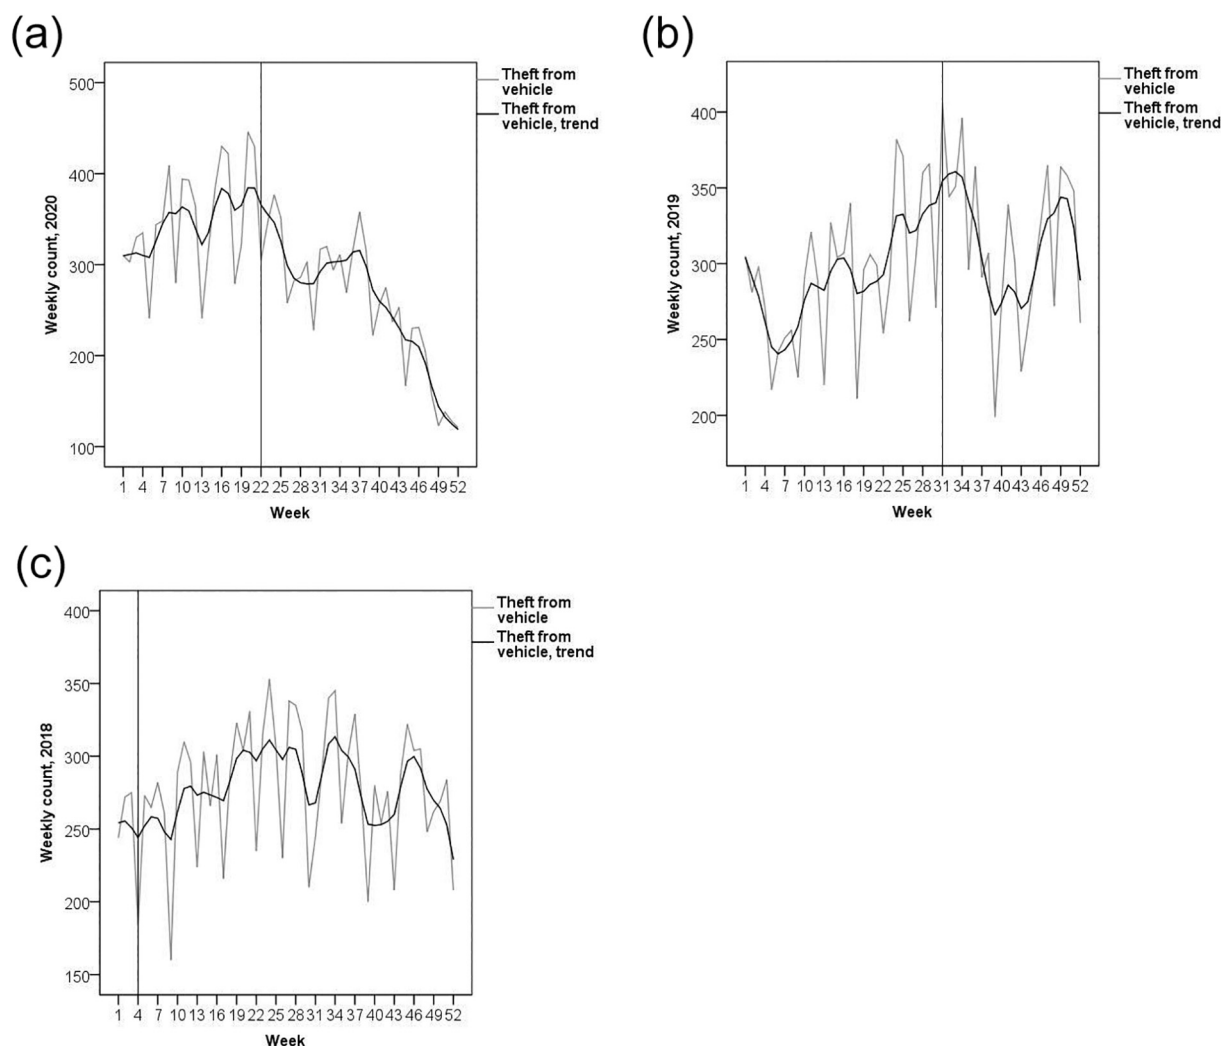 (a)
Theft from
vehicle
Theft from
vehicle, trend
500
400
300
200
100
Weekly count, 2020
1 4 7 10 13 16 19 22 25 28 31 34 37 40 43 46 49 52
Week
(b)
Theft from
vehicle
Theft from
vehicle, trend
400
350
300
250
200
Weekly count, 2019
1 4 7 10 13 16 19 22 25 28 31 34 37 40 43 46 49 52
Week
(c)
Theft from
vehicle
Theft from
vehicle, trend
400
350
300
250
200
150
Weekly count, 2018
1 4 7 10 13 16 19 22 25 28 31 34 37 40 43 46 49 52
Week